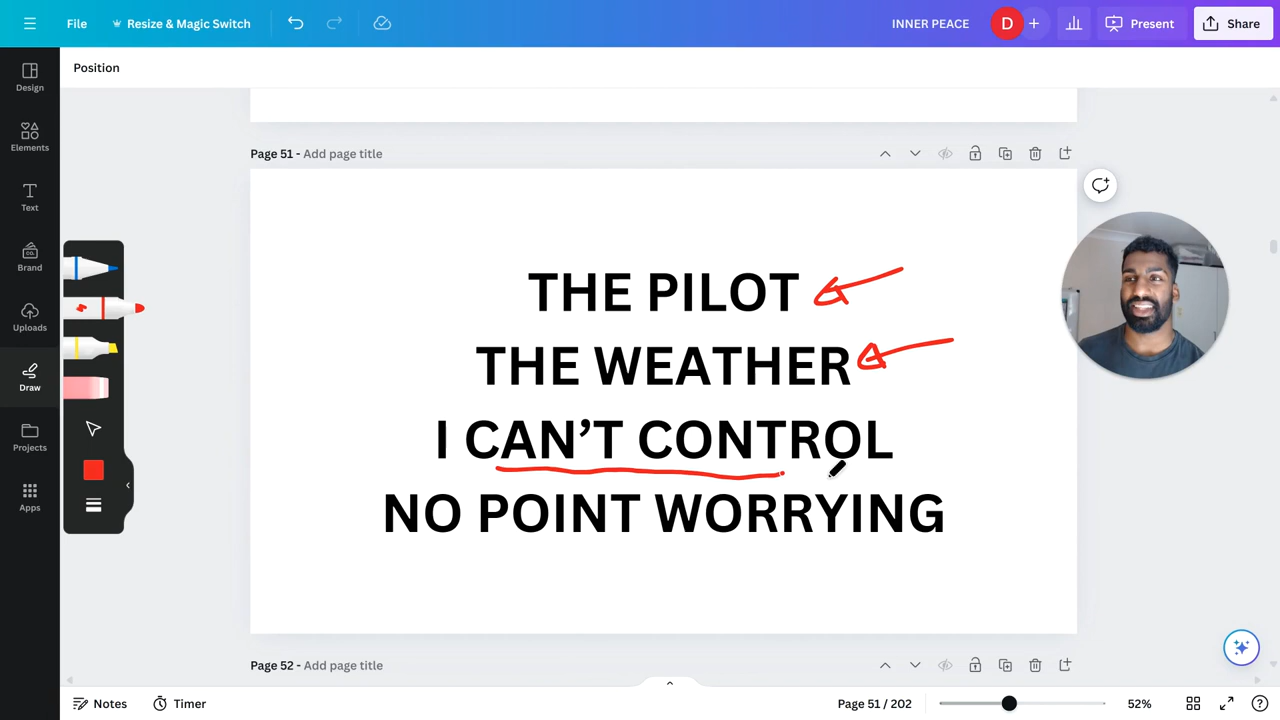 File
Resize & Magic Switch
INNER PEACE
D
Present
Share
Position
Design
Elements
Text
Brand
Uploads
Draw
Projects
Apps
Page 51 - Add page title
THE PILOT
THE WEATHER
I CAN’T CONTROL
NO POINT WORRYING
Page 52 - Add page title
Notes
Timer
Page 51 / 202
52%